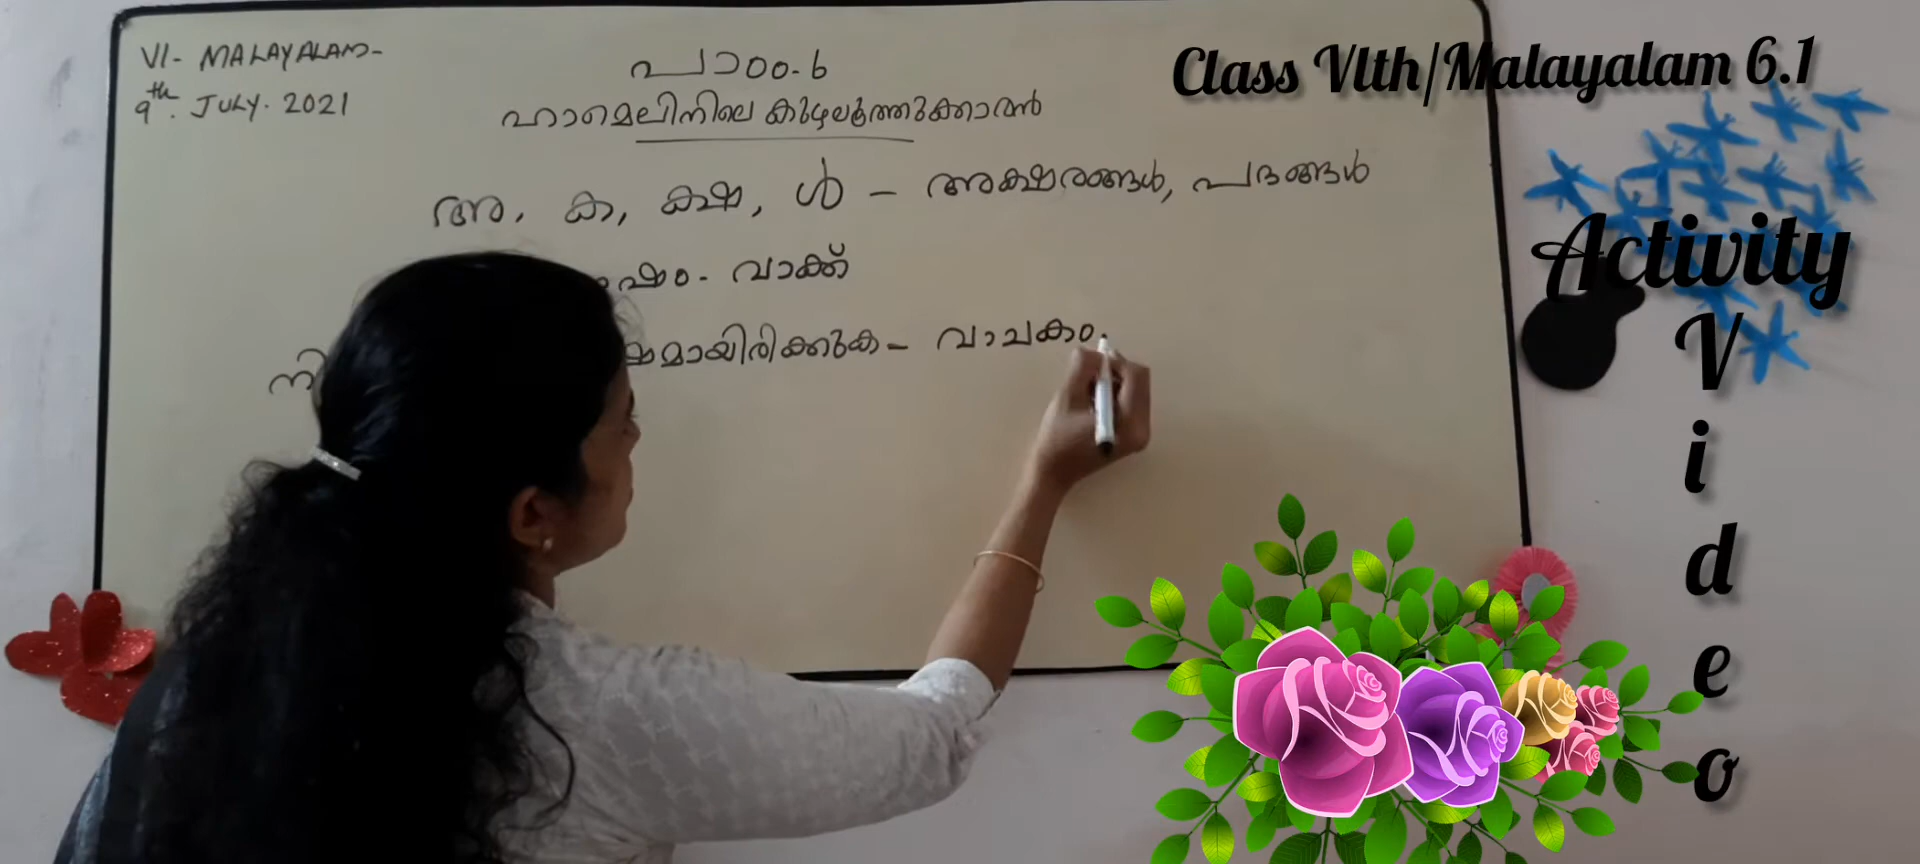 VI- MALAYALAM-
9th. JULY. 2021
പാഠം-6
ഹാമെലിനിലെ കുഴലൂത്തുക്കാരൻ
അ, ക, ക്ഷ, ൾ - അക്ഷരങ്ങൾ, പദങ്ങൾ
വാക്ക്
വാചകം.
Class VIth/Malayalam 6.1
Activity
Video